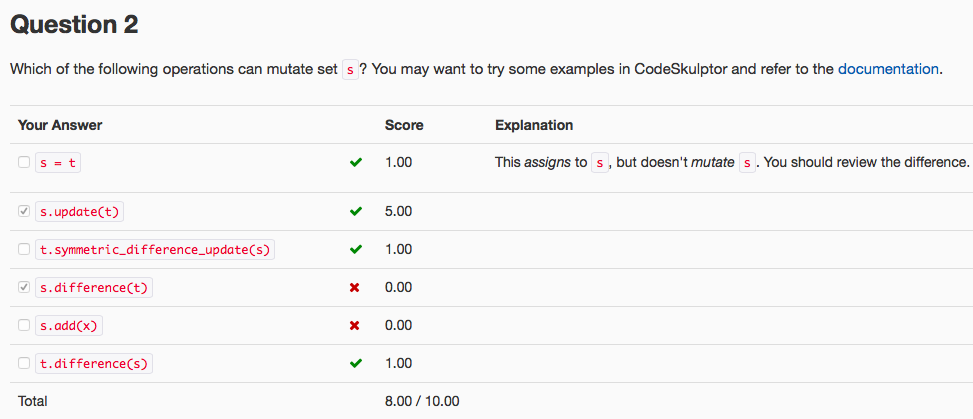 Question 2
Which of the following operations can mutate set s? You may want to try some examples in CodeSkulptor and refer to the documentation.
Your Answer Score Explanation
s = t 1.00 This assigns to s, but doesn't mutate s. You should review the difference.
s.update(t) 5.00
t.symmetric_difference_update(s) 1.00
s.difference(t) 0.00
s.add(x) 0.00
t.difference(s) 1.00
Total 8.00 / 10.00